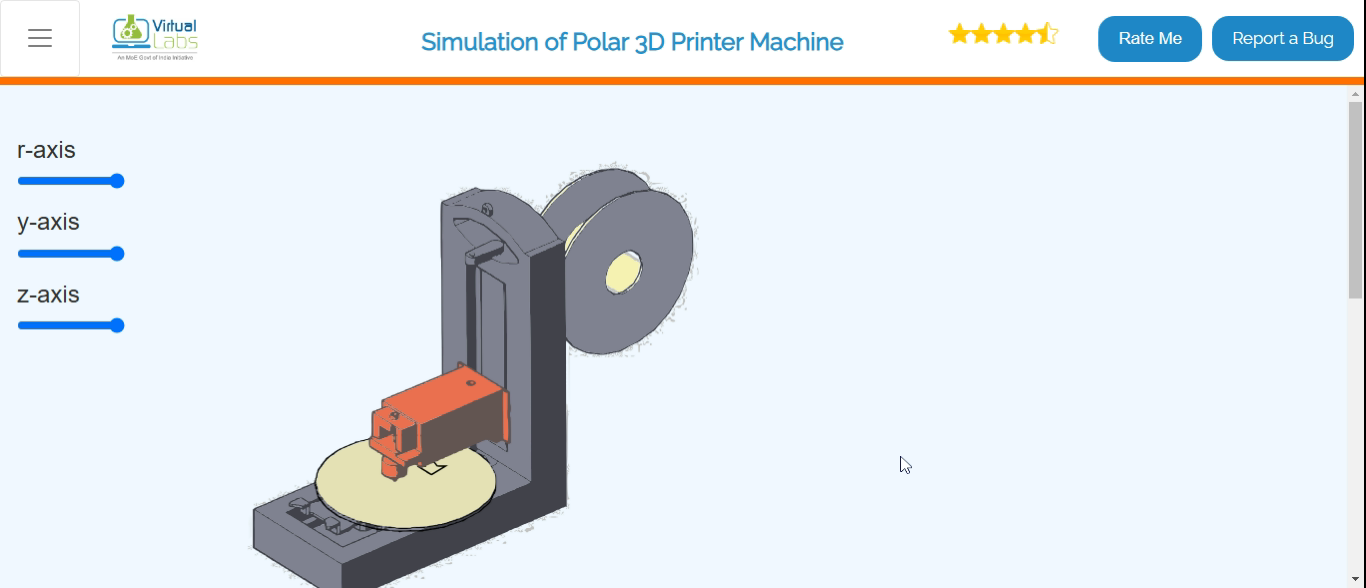 Virtual
Labs
An MoE Govt of India Initiative
Simulation of Polar 3D Printer Machine
Rate Me
Report a Bug
r-axis
y-axis
z-axis